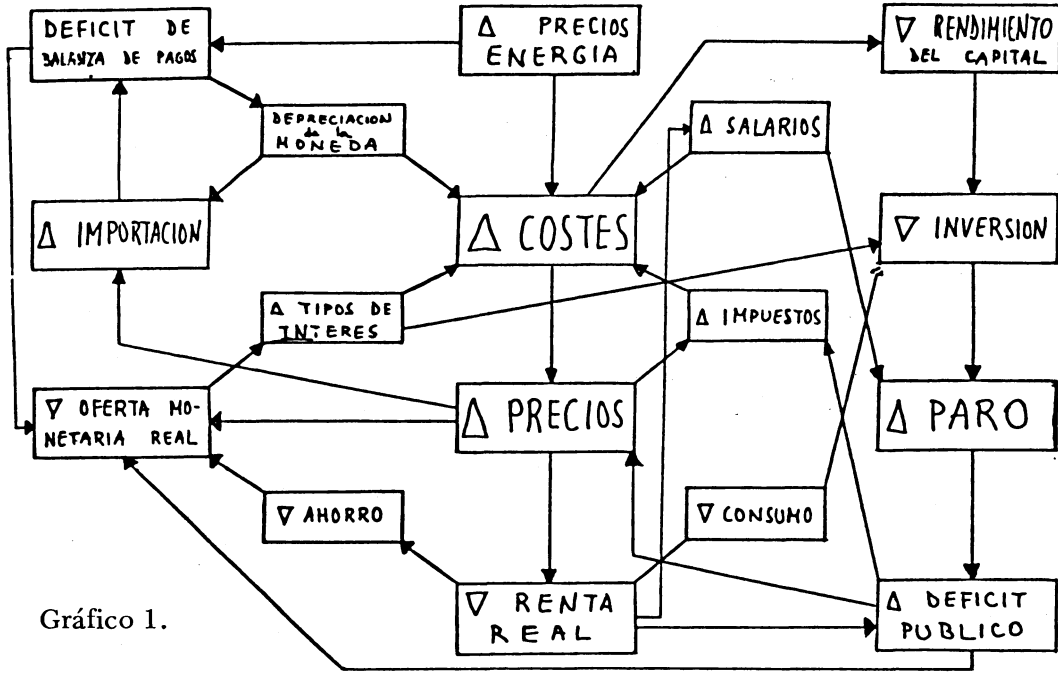 DEFICIT DE
BALANZA DE PAGOS
Δ PRECIOS
ENERGIA
∇ RENDIMIENTO
DEL CAPITAL
DEPRECIACION
de la
MONEDA
Δ SALARIOS
Δ IMPORTACION
Δ COSTES
∇ INVERSION
Δ TIPOS DE
INTERES
Δ IMPUESTOS
∇ OFERTA MO-
NETARIA REAL
Δ PRECIOS
Δ PARO
∇ AHORRO
∇ CONSUMO
∇ RENTA
REAL
Δ DEFICIT
PUBLICO
Gráfico 1.